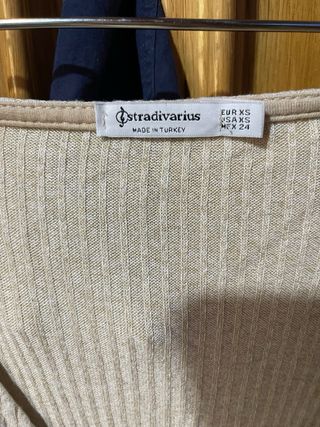 stradivarius
MADE IN TURKEY
EUR XS
USA XS
MEX 24